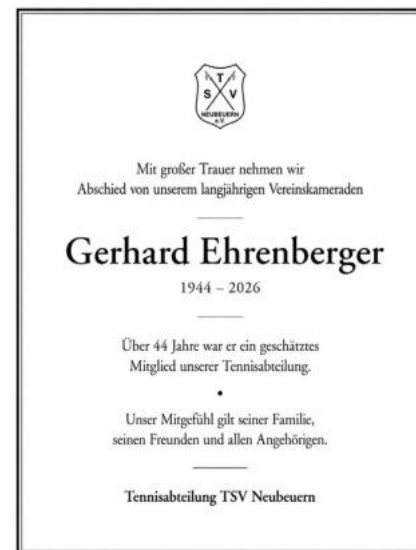 T
S V
NEUBEUERN
e.V.
Mit großer Trauer nehmen wir
Abschied von unserem langjährigen Vereinskameraden
Gerhard Ehrenberger
1944 – 2026
Über 44 Jahre war er ein geschätztes
Mitglied unserer Tennisabteilung.
•
Unser Mitgefühl gilt seiner Familie,
seinen Freunden und allen Angehörigen.
Tennisabteilung TSV Neubeuern